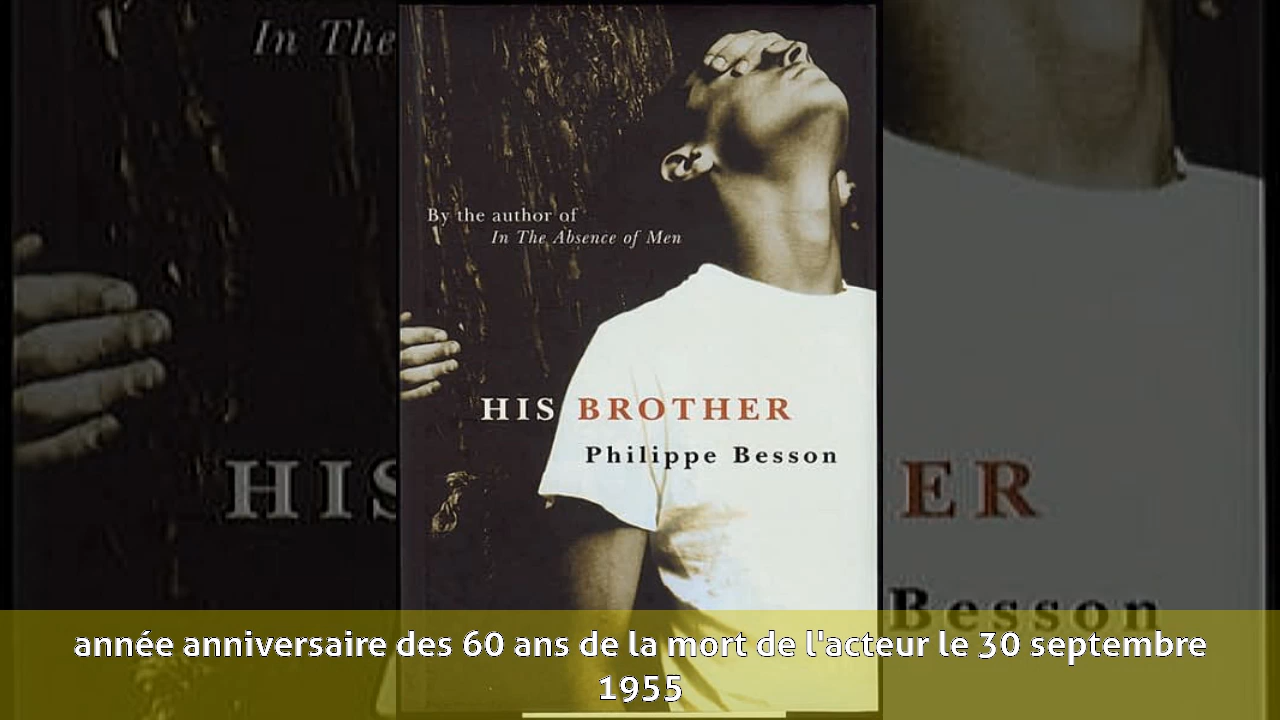 In The
By the author of
In The Absence of Men
HIS BROTHER
Philippe Besson
HIS
ER
Besson
année anniversaire des 60 ans de la mort de l'acteur le 30 septembre
1955